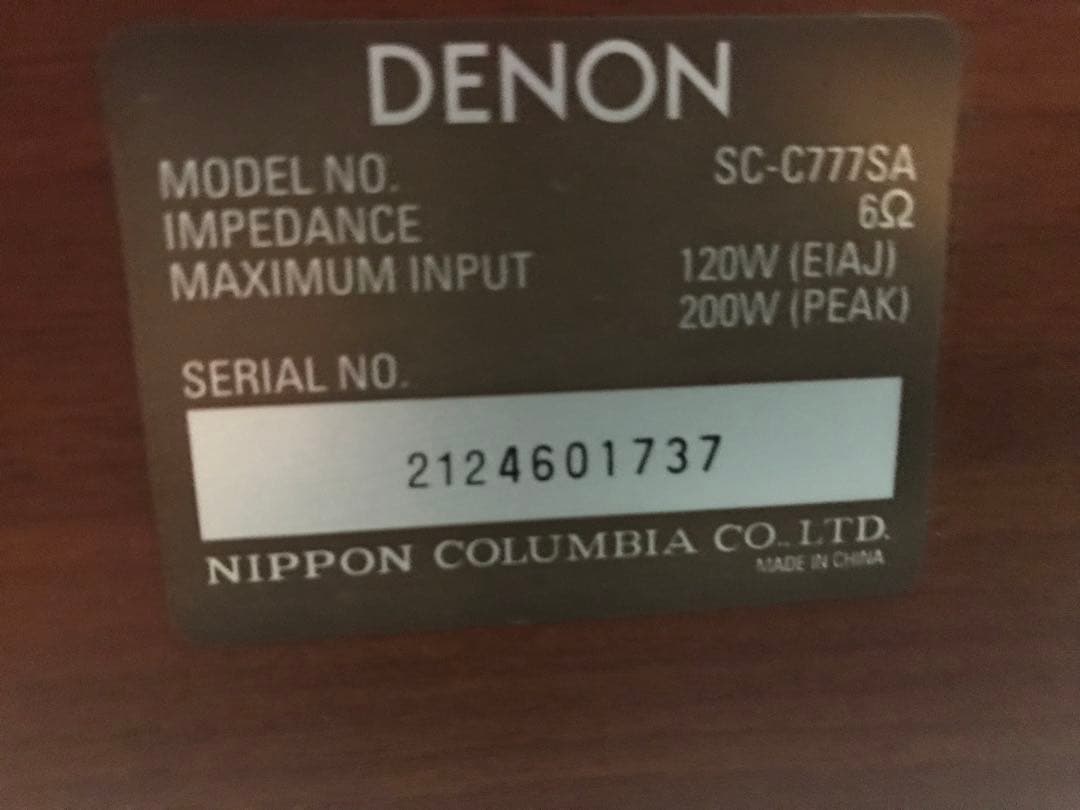 DENON
MODEL NO. SC-C777SA
IMPEDANCE 6Ω
MAXIMUM INPUT 120W (EIAJ)
200W (PEAK)
SERIAL NO.
2124601737
NIPPON COLUMBIA CO., LTD.
MADE IN CHINA